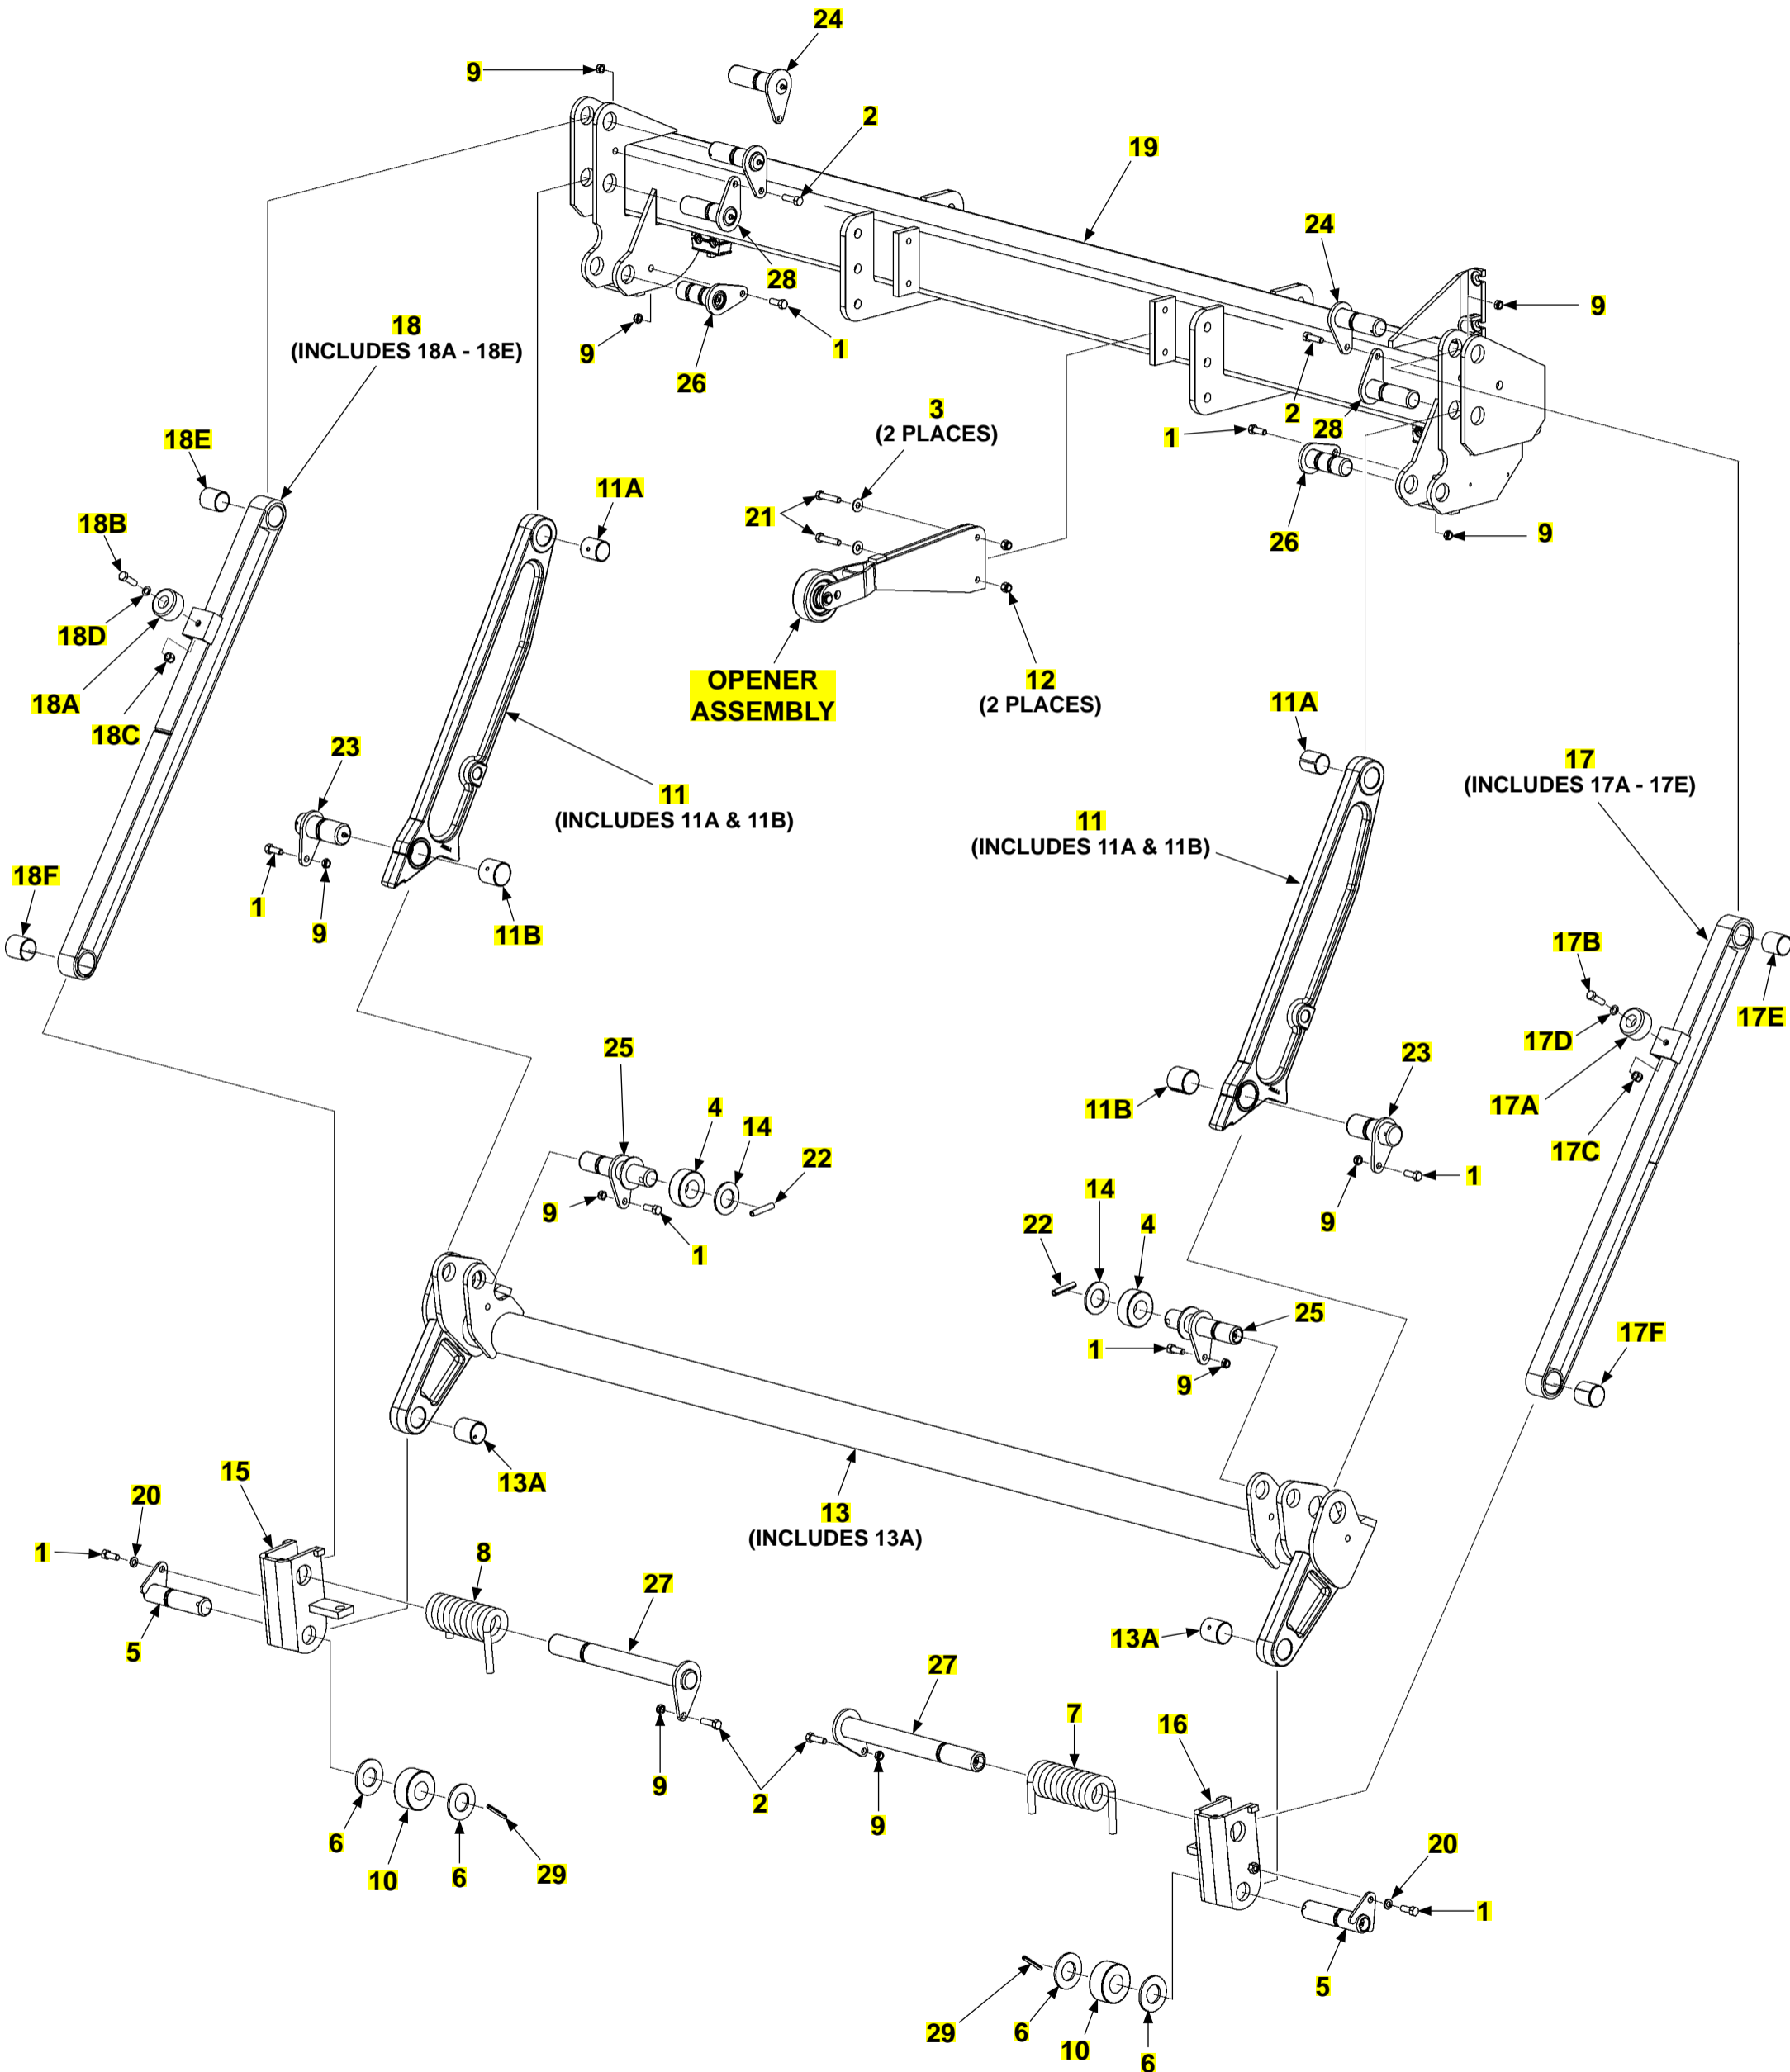 24
9
2
19
24
28
9
18
(INCLUDES 18A - 18E)
9
1
26
2
28
3
(2 PLACES)
1
18E
11A
18B
21
26
9
18D
18A
18C
OPENER
ASSEMBLY
12
(2 PLACES)
11A
23
17
(INCLUDES 17A - 17E)
11
(INCLUDES 11A & 11B)
11
(INCLUDES 11A & 11B)
18F
1
9
11B
17B
17E
17D
25
23
4
11B
17A
14
17C
22
1
9
14
9
22
4
1
25
1
17F
9
15
13A
20
13
(INCLUDES 13A)
1
8
27
5
13A
27
7
16
9
2
9
6
20
10
6
29
1
5
29
6
10
6